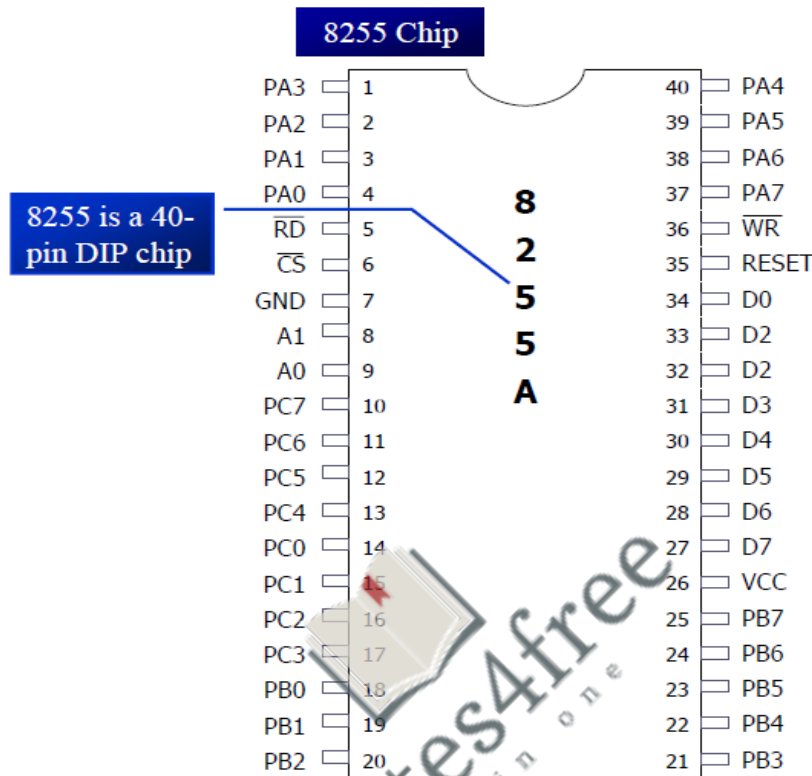 8255 Chip
PA3 1 40 PA4
PA2 2 39 PA5
PA1 3 38 PA6
PA0 4 37 PA7
8255 is a 40-
pin DIP chip
R̅D̅ 5 36 W̅R̅
C̅S̅ 6 35 RESET
GND 7 34 D0
A1 8 33 D2
A0 9 32 D2
PC7 10 31 D3
PC6 11 30 D4
PC5 12 29 D5
PC4 13 28 D6
PC0 14 27 D7
PC1 15 26 VCC
PC2 16 25 PB7
PC3 17 24 PB6
PB0 18 23 PB5
PB1 19 22 PB4
PB2 20 21 PB3
8
2
5
5
A
tes4free
in one